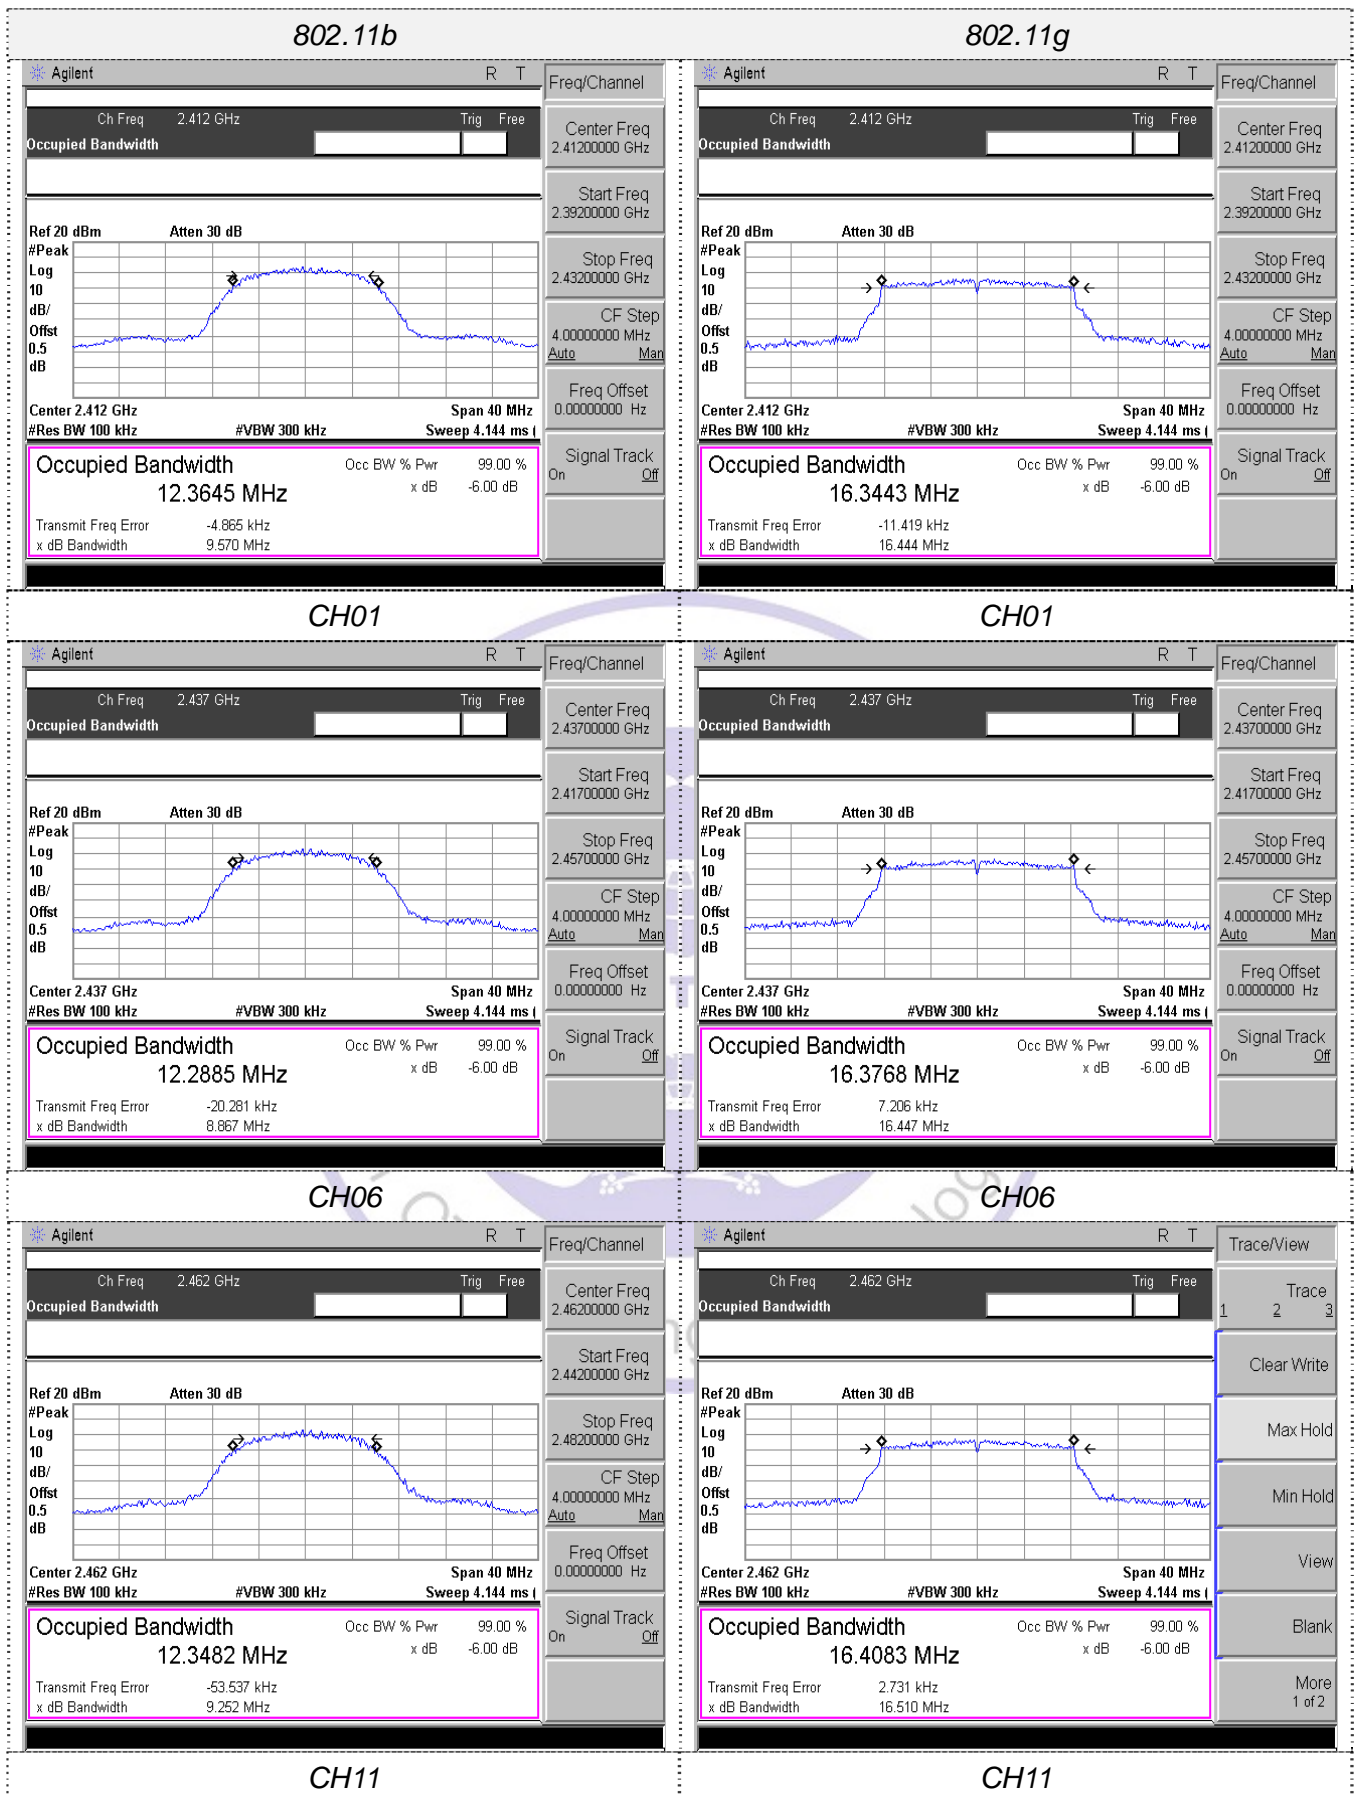 802.11b 802.11g
Agilent R T Freq/Channel
Ch Freq 2.412 GHz Trig Free
Occupied Bandwidth
Center Freq
2.41200000 GHz
Start Freq
2.39200000 GHz
Stop Freq
2.43200000 GHz
CF Step
4.00000000 MHz
Auto Man
Freq Offset
0.00000000 Hz
Signal Track
On Off
Ref 20 dBm Atten 30 dB
#Peak
Log
10
dB/
Offst
0.5
dB
Center 2.412 GHz Span 40 MHz
#Res BW 100 kHz #VBW 300 kHz Sweep 4.144 ms (
Occupied Bandwidth Occ BW % Pwr 99.00 %
12.3645 MHz x dB -6.00 dB
Transmit Freq Error -4.865 kHz
x dB Bandwidth 9.570 MHz
Agilent R T Freq/Channel
Ch Freq 2.412 GHz Trig Free
Occupied Bandwidth
Center Freq
2.41200000 GHz
Start Freq
2.39200000 GHz
Stop Freq
2.43200000 GHz
CF Step
4.00000000 MHz
Auto Man
Freq Offset
0.00000000 Hz
Signal Track
On Off
Ref 20 dBm Atten 30 dB
#Peak
Log
10
dB/
Offst
0.5
dB
Center 2.412 GHz Span 40 MHz
#Res BW 100 kHz #VBW 300 kHz Sweep 4.144 ms (
Occupied Bandwidth Occ BW % Pwr 99.00 %
16.3443 MHz x dB -6.00 dB
Transmit Freq Error -11.419 kHz
x dB Bandwidth 16.444 MHz
CH01 CH01
Agilent R T Freq/Channel
Ch Freq 2.437 GHz Trig Free
Occupied Bandwidth
Center Freq
2.43700000 GHz
Start Freq
2.41700000 GHz
Stop Freq
2.45700000 GHz
CF Step
4.00000000 MHz
Auto Man
Freq Offset
0.00000000 Hz
Signal Track
On Off
Ref 20 dBm Atten 30 dB
#Peak
Log
10
dB/
Offst
0.5
dB
Center 2.437 GHz Span 40 MHz
#Res BW 100 kHz #VBW 300 kHz Sweep 4.144 ms (
Occupied Bandwidth Occ BW % Pwr 99.00 %
12.2885 MHz x dB -6.00 dB
Transmit Freq Error -20.281 kHz
x dB Bandwidth 8.867 MHz
Agilent R T Freq/Channel
Ch Freq 2.437 GHz Trig Free
Occupied Bandwidth
Center Freq
2.43700000 GHz
Start Freq
2.41700000 GHz
Stop Freq
2.45700000 GHz
CF Step
4.00000000 MHz
Auto Man
Freq Offset
0.00000000 Hz
Signal Track
On Off
Ref 20 dBm Atten 30 dB
#Peak
Log
10
dB/
Offst
0.5
dB
Center 2.437 GHz Span 40 MHz
#Res BW 100 kHz #VBW 300 kHz Sweep 4.144 ms (
Occupied Bandwidth Occ BW % Pwr 99.00 %
16.3768 MHz x dB -6.00 dB
Transmit Freq Error 7.206 kHz
x dB Bandwidth 16.447 MHz
CH06 CH06
Agilent R T Freq/Channel
Ch Freq 2.462 GHz Trig Free
Occupied Bandwidth
Center Freq
2.46200000 GHz
Start Freq
2.44200000 GHz
Stop Freq
2.48200000 GHz
CF Step
4.00000000 MHz
Auto Man
Freq Offset
0.00000000 Hz
Signal Track
On Off
Ref 20 dBm Atten 30 dB
#Peak
Log
10
dB/
Offst
0.5
dB
Center 2.462 GHz Span 40 MHz
#Res BW 100 kHz #VBW 300 kHz Sweep 4.144 ms (
Occupied Bandwidth Occ BW % Pwr 99.00 %
12.3482 MHz x dB -6.00 dB
Transmit Freq Error -53.537 kHz
x dB Bandwidth 9.252 MHz
Agilent R T Trace/View
Ch Freq 2.462 GHz Trig Free
Occupied Bandwidth
Trace
1 2 3
Clear Write
Max Hold
Min Hold
View
Blank
More
1 of 2
Ref 20 dBm Atten 30 dB
#Peak
Log
10
dB/
Offst
0.5
dB
Center 2.462 GHz Span 40 MHz
#Res BW 100 kHz #VBW 300 kHz Sweep 4.144 ms (
Occupied Bandwidth Occ BW % Pwr 99.00 %
16.4083 MHz x dB -6.00 dB
Transmit Freq Error 2.731 kHz
x dB Bandwidth 16.510 MHz
CH11 CH11